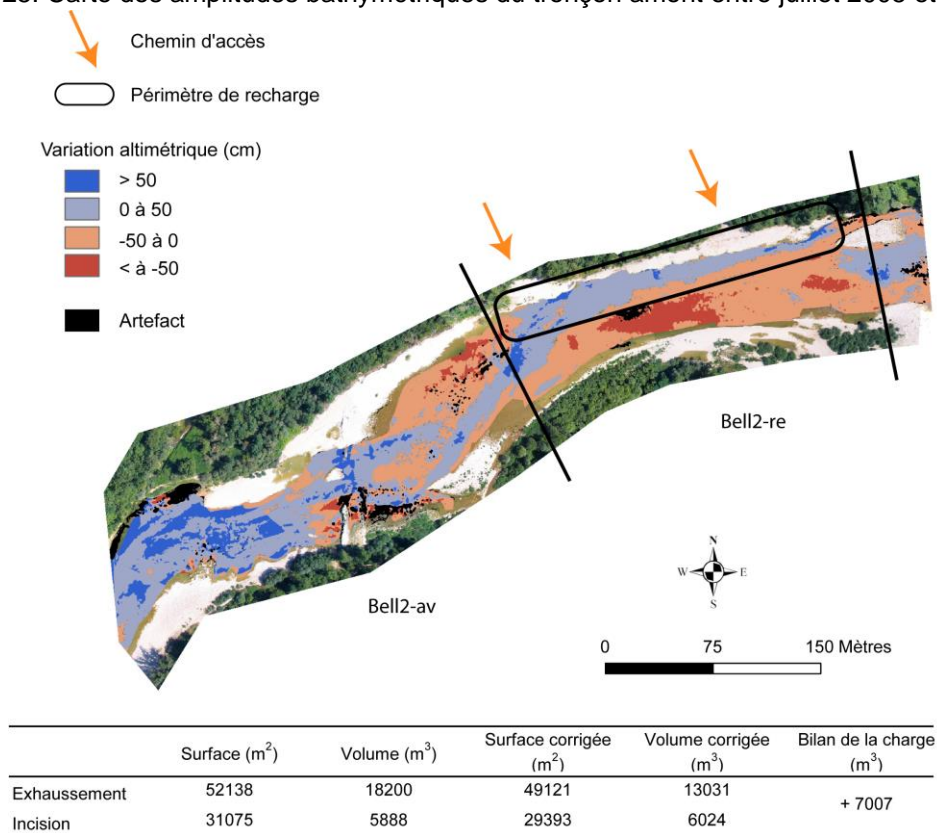 Chemin d'accès
Périmètre de recharge
Variation altimétrique (cm)
> 50
0 à 50
-50 à 0
< à -50
Artefact
Bell2-re
Bell2-av
N
W E
S
0 75 150 Mètres
Surface (m²) Volume (m³) Surface corrigée (m²) Volume corrigée (m³) Bilan de la charge (m³)
Exhaussement 52138 18200 49121 13031 + 7007
Incision 31075 5888 29393 6024